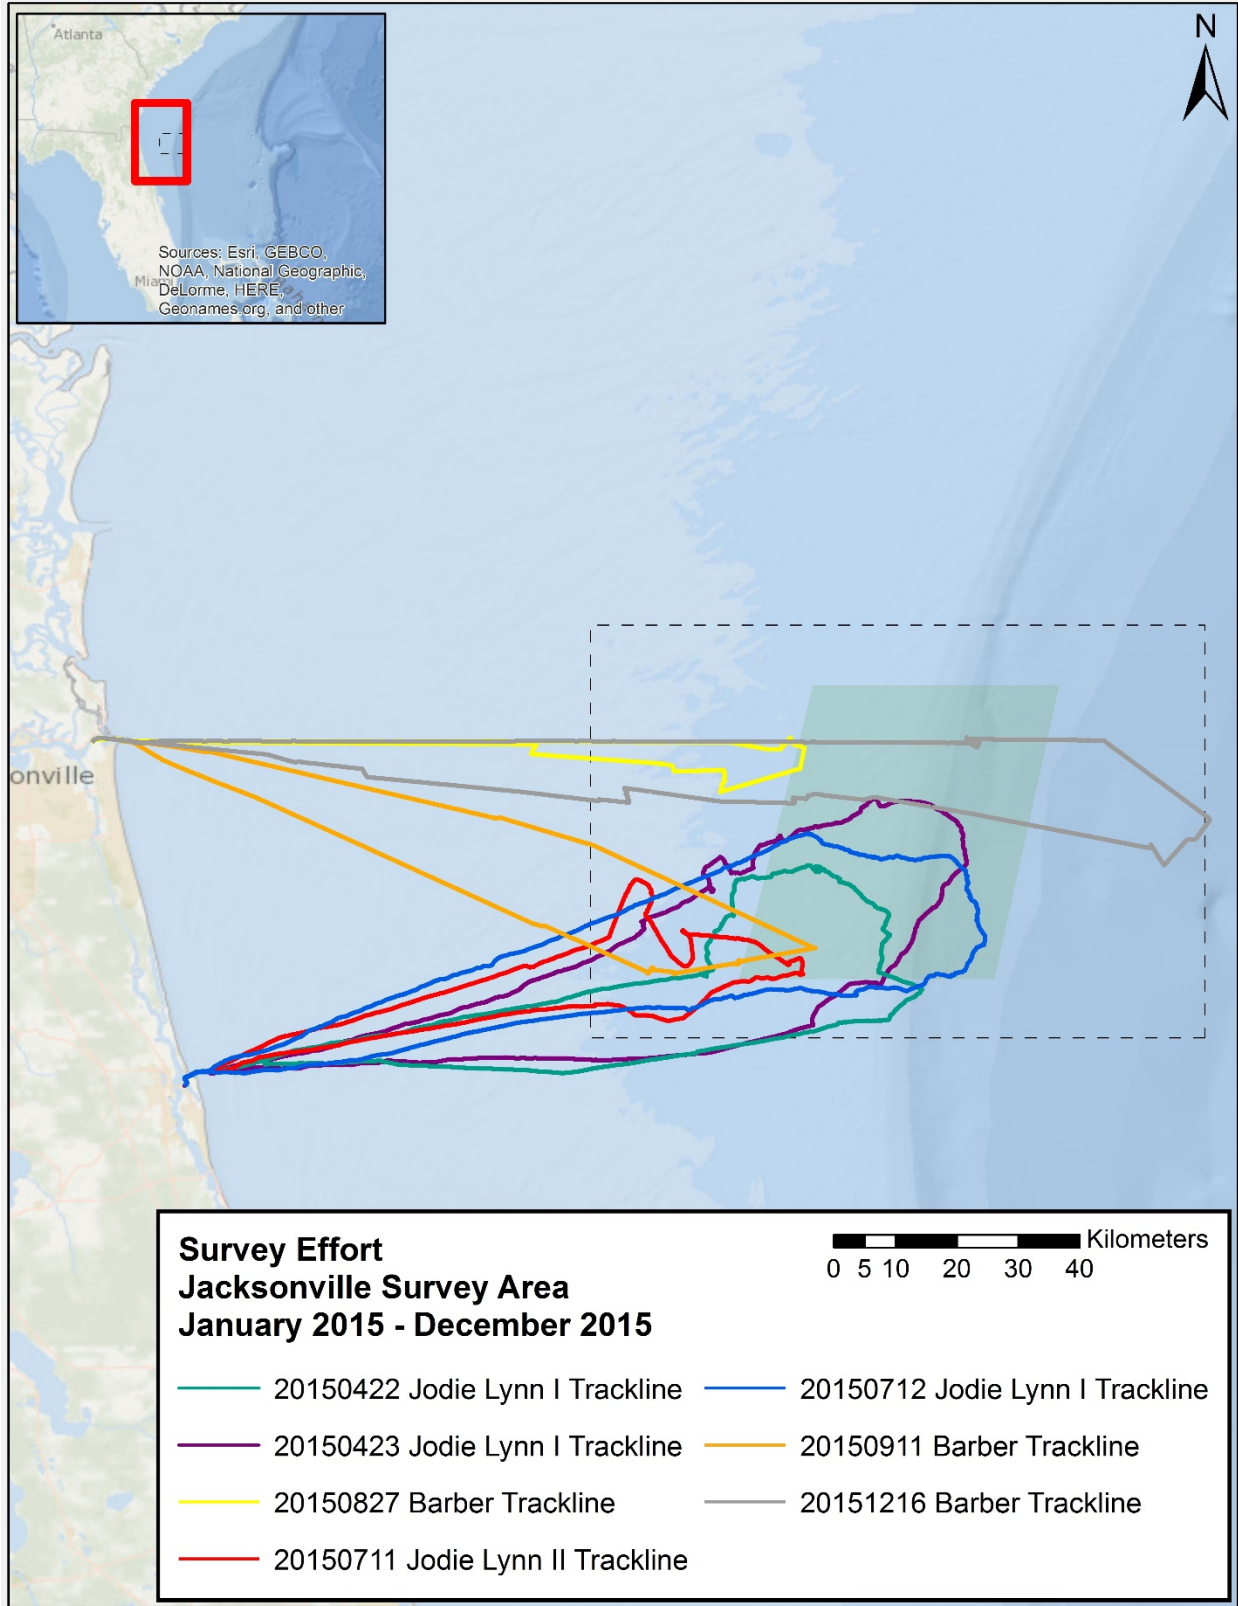 Atlanta
N
Sources: Esri, GEBCO,
NOAA, National Geographic,
Miami
DeLorme, HERE,
Geonames.org, and other
onville
Survey Effort
Jacksonville Survey Area
January 2015 - December 2015
Kilometers
0 5 10 20 30 40
20150422 Jodie Lynn I Trackline
20150712 Jodie Lynn I Trackline
20150423 Jodie Lynn I Trackline
20150911 Barber Trackline
20150827 Barber Trackline
20151216 Barber Trackline
20150711 Jodie Lynn II Trackline